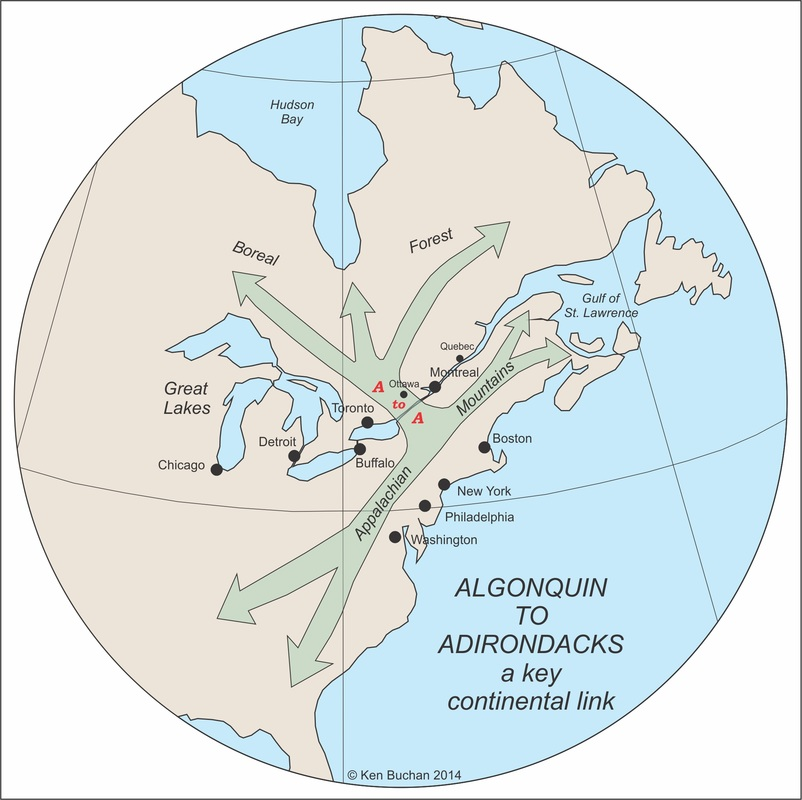 Hudson
Bay
Boreal
Forest
Gulf of
St. Lawrence
Quebec
Montreal
Ottawa
A
to
A
Mountains
Great
Lakes
Toronto
Detroit
Chicago
Buffalo
Boston
Appalachian
New York
Philadelphia
Washington
ALGONQUIN
TO
ADIRONDACKS
a key
continental link
© Ken Buchan 2014